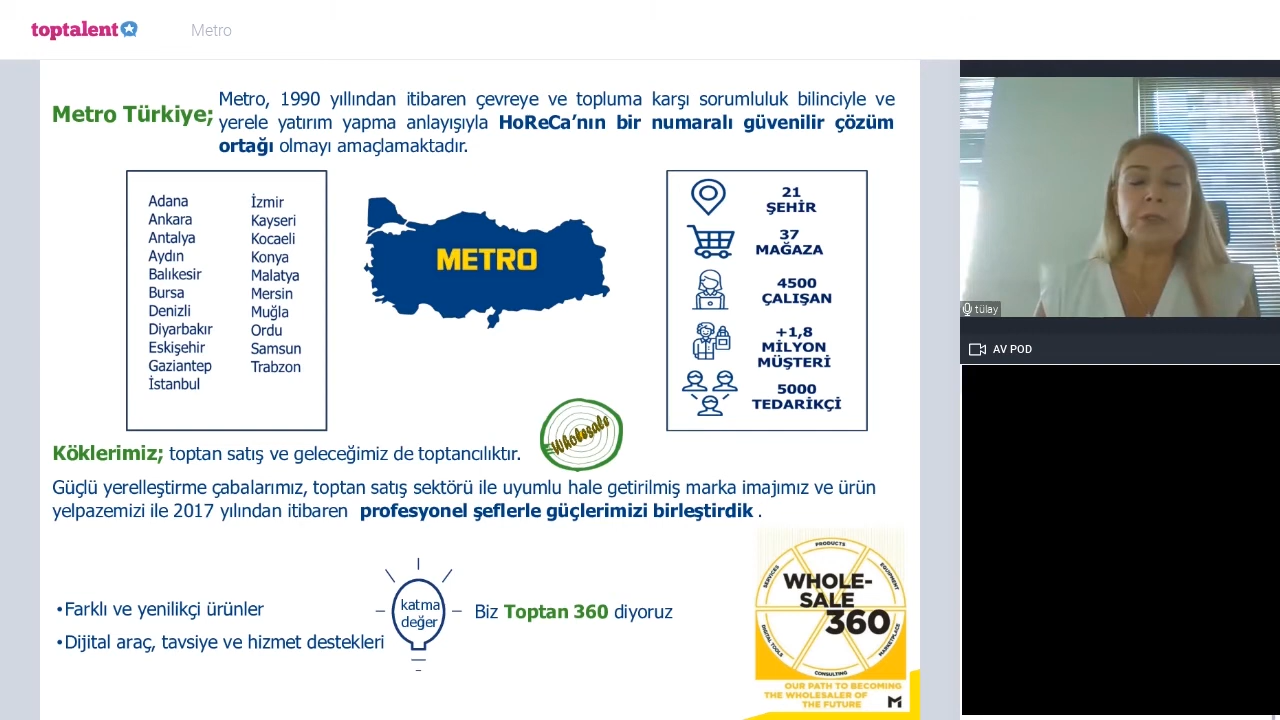 toptalent
Metro
Metro Türkiye;
Metro, 1990 yıllından itibaren çevreye ve topluma karşı sorumluluk bilinciyle ve
yerele yatırım yapma anlayışıyla HoReCa’nın bir numaralı güvenilir çözüm
ortağı olmayı amaçlamaktadır.
Adana
Ankara
Antalya
Aydın
Balıkesir
Bursa
Denizli
Diyarbakır
Eskişehir
Gaziantep
İstanbul
İzmir
Kayseri
Kocaeli
Konya
Malatya
Mersin
Muğla
Ordu
Samsun
Trabzon
METRO
21
ŞEHİR
37
MAĞAZA
4500
ÇALIŞAN
+1,8
MİLYON
MÜŞTERİ
5000
TEDARİKÇİ
Wholesale
Köklerimiz; toptan satış ve geleceğimiz de toptancılıktır.
Güçlü yerelleştirme çabalarımız, toptan satış sektörü ile uyumlu hale getirilmiş marka imajımız ve ürün
yelpazemizi ile 2017 yılından itibaren profesyonel şeflerle güçlerimizi birleştirdik .
•Farklı ve yenilikçi ürünler
•Dijital araç, tavsiye ve hizmet destekleri
katma
değer
Biz Toptan 360 diyoruz
PRODUCTS
SERVICES
EQUIPMENT
WHOLE-
SALE
360
DIGITAL TOOLS
MARKETPLACE
CONSULTING
OUR PATH TO BECOMING
THE WHOLESALER OF
THE FUTURE
M
tülay
AV POD